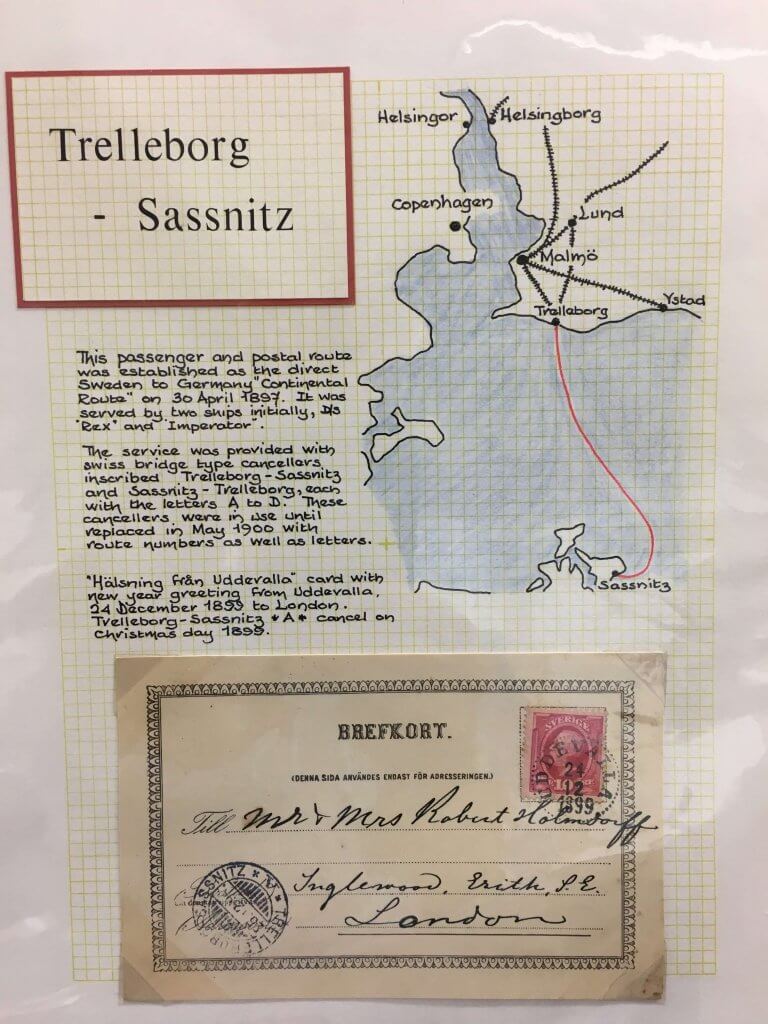 Trelleborg
- Sassnitz
Helsingor
Helsingborg
Copenhagen
Lund
Malmö
Ystad
Trelleborg
Sassnitz
This passenger and postal route
was established as the direct
Sweden to Germany "Continental
Route" on 30 April 1897. It was
served by two ships initially, D/S
"Rex" and "Imperator".
The service was provided with
swiss bridge type cancellers
inscribed Trelleborg-Sassnitz
and Sassnitz-Trelleborg, each
with the letters A to D. These
cancellers were in use until
replaced in May 1900 with
route numbers as well as letters.
"Hälsning från Uddevalla" card with
new year greeting from Uddevalla,
24 December 1899 to London.
Trelleborg-Sassnitz *A* cancel on
Christmas day 1899.
BREFKORT.
(DENNA SIDA ANVÄNDES ENDAST FÖR ADRESSERINGEN.)
SVERIGE
UDDEVALLA
24
12
1899
Till Mr & Mrs Robert Holmdorff
Inglewood, Erith, S.E.
London
TRELLEBORG-SASSNITZ *A*